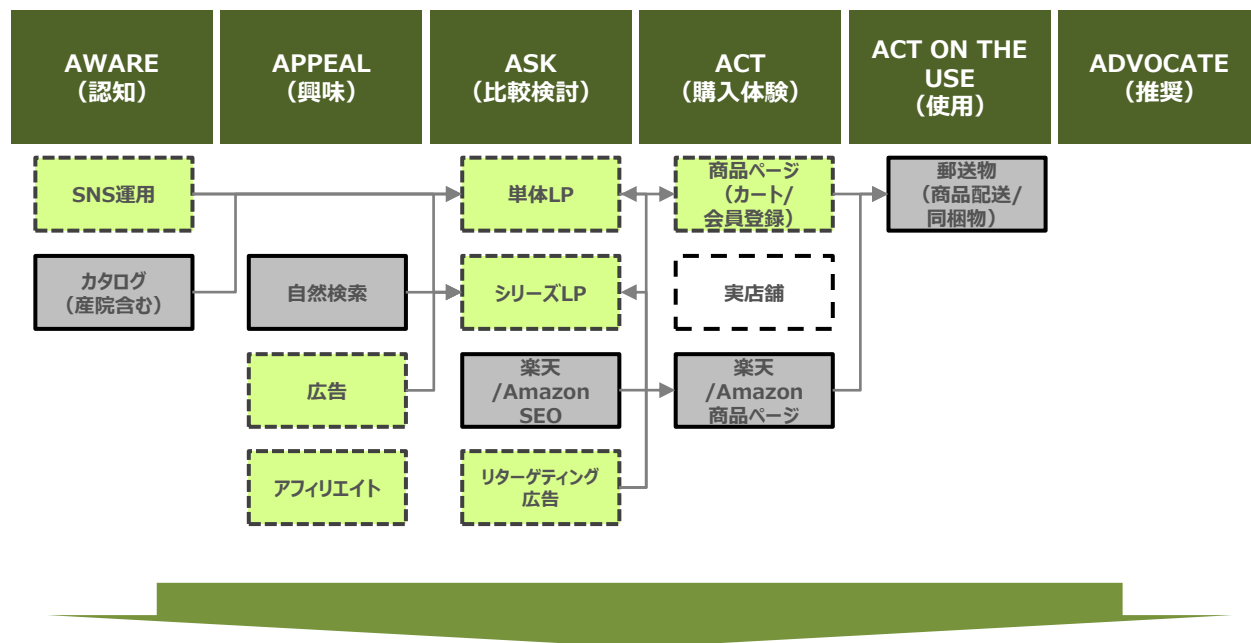 AWARE
（認知）
APPEAL
（興味）
ASK
（比較検討）
ACT
（購入体験）
ACT ON THE
USE
（使用）
ADVOCATE
（推奨）
SNS運用
単体LP
商品ページ
（カート/
会員登録）
郵送物
（商品配送/
同梱物）
カタログ
（産院含む）
自然検索
シリーズLP
実店舗
広告
楽天
/Amazon
SEO
楽天
/Amazon
商品ページ
アフィリエイト
リターゲティング
広告